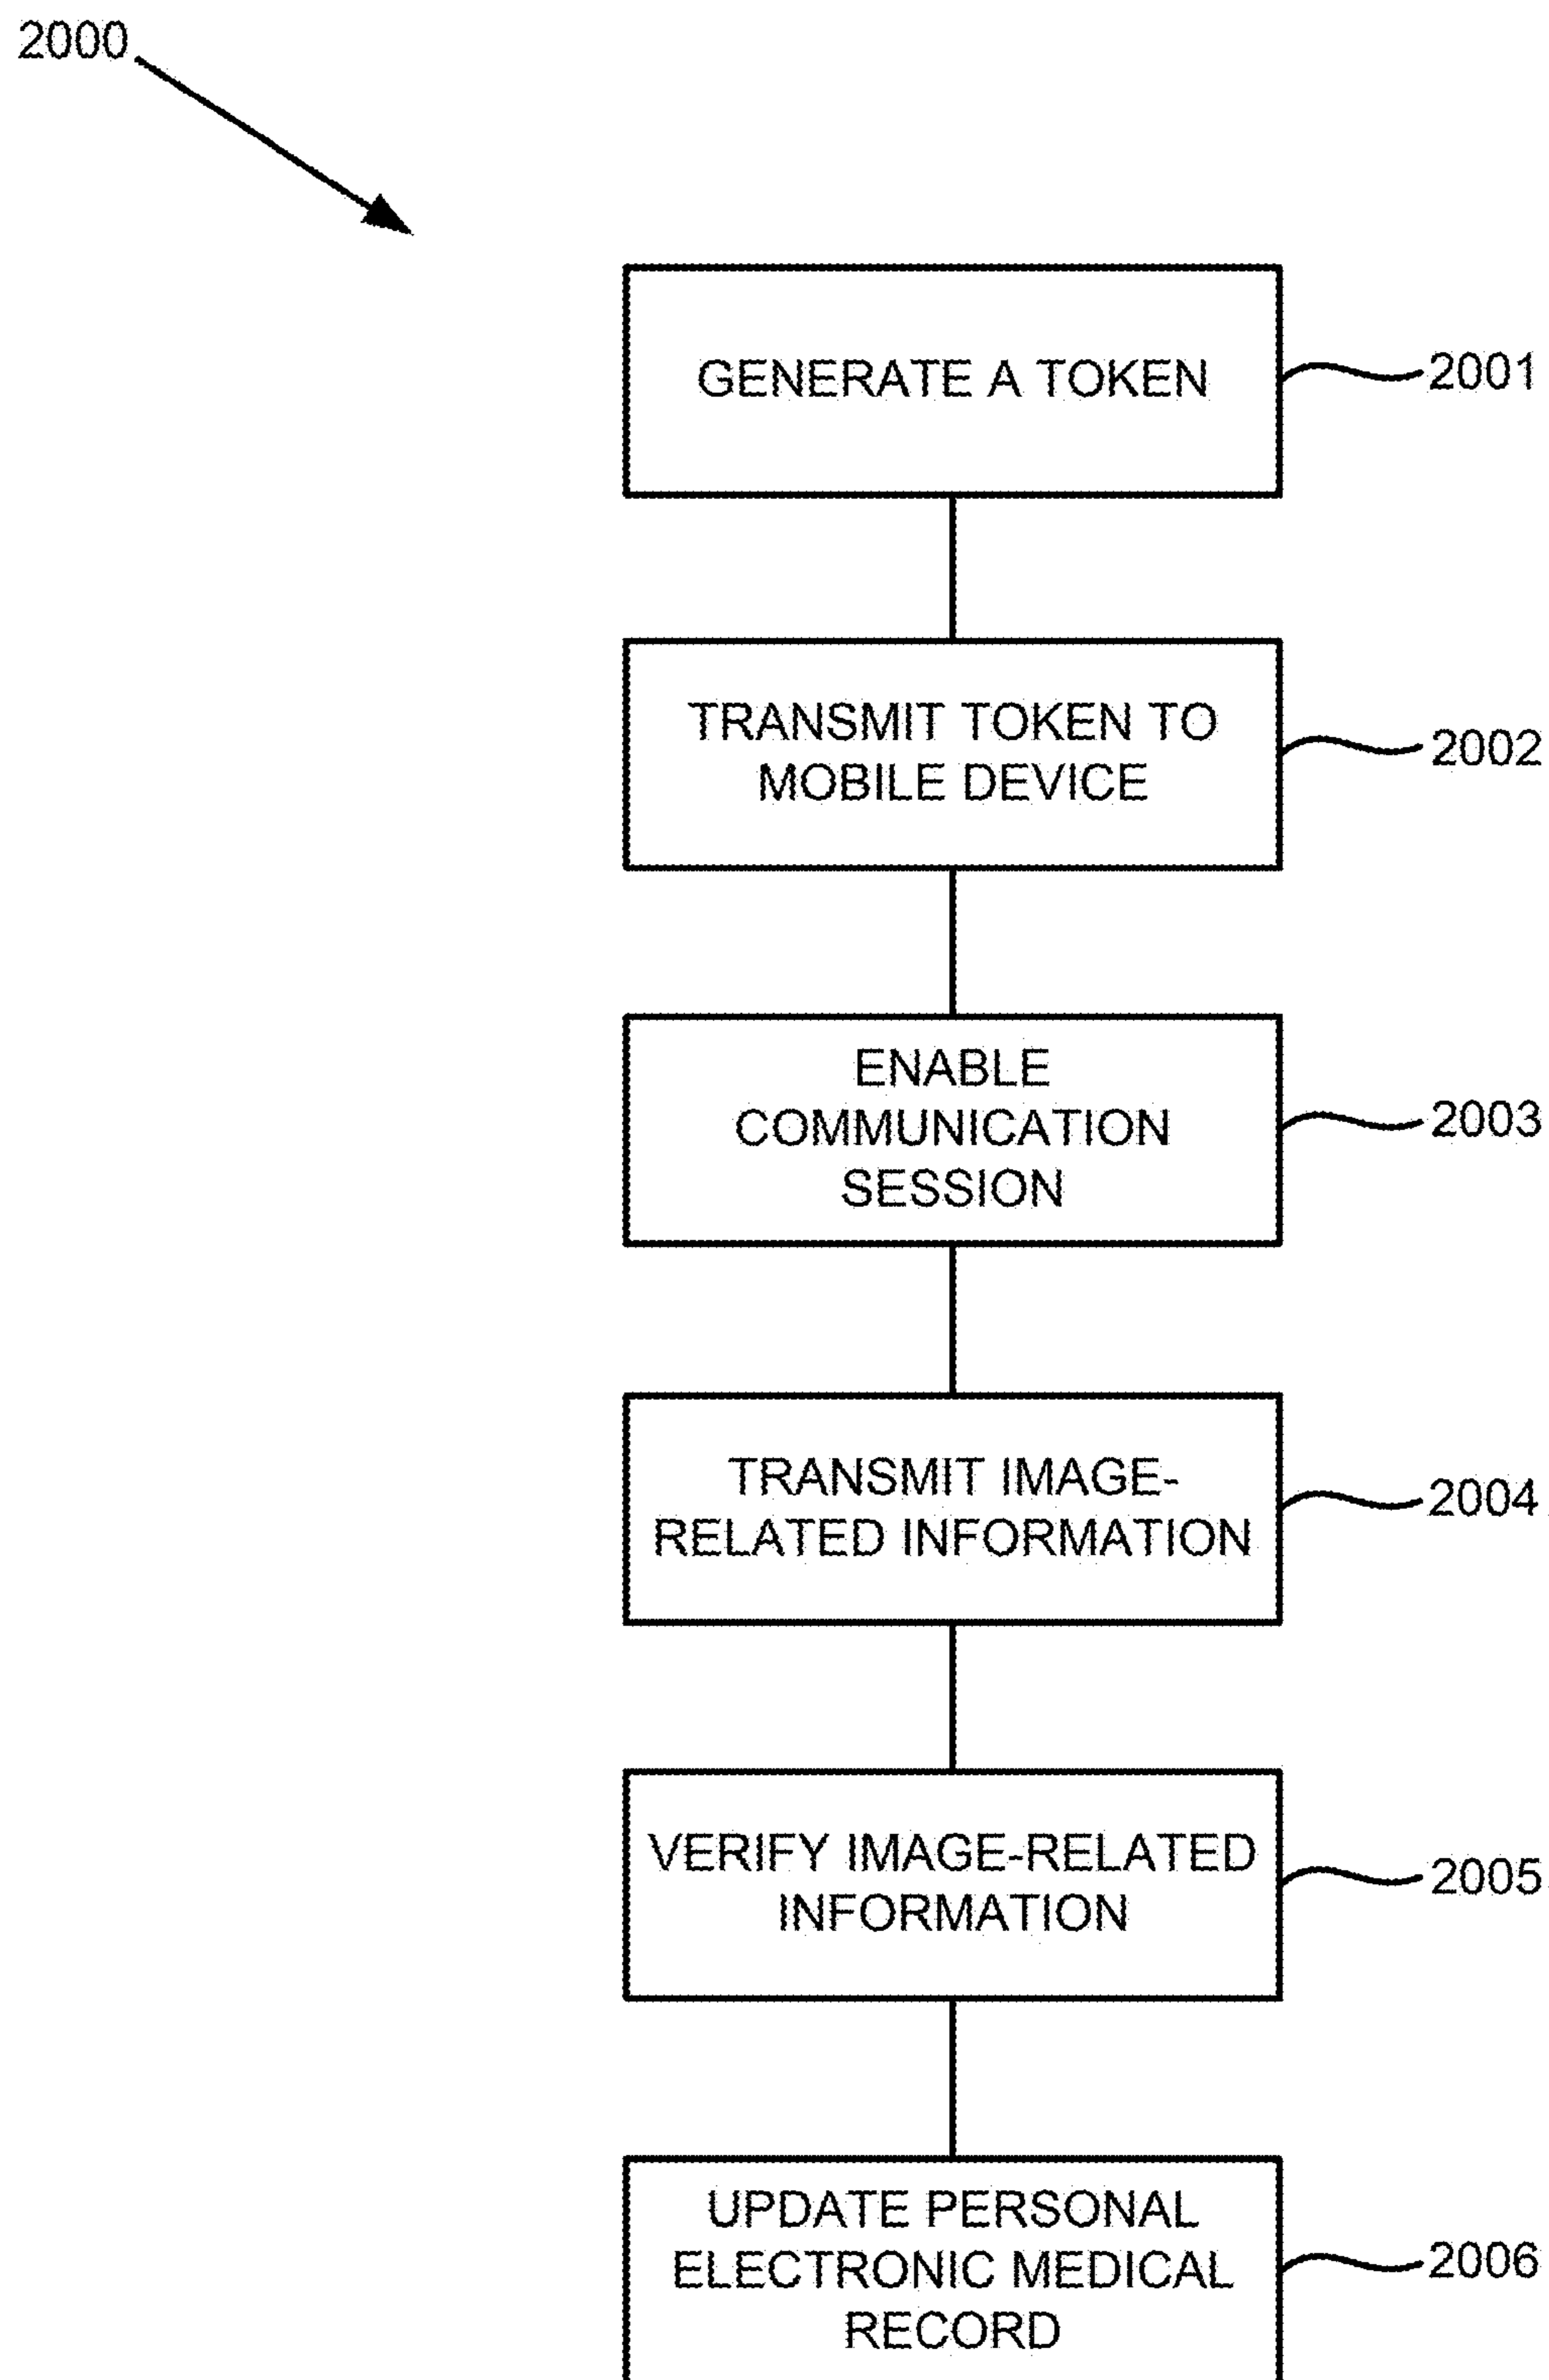 2000
GENERATE A TOKEN
2001
TRANSMIT TOKEN TO
MOBILE DEVICE
2002
ENABLE
COMMUNICATION
SESSION
2003
TRANSMIT IMAGE-
RELATED INFORMATION
2004
VERIFY IMAGE-RELATED
INFORMATION
2005
UPDATE PERSONAL
ELECTRONIC MEDICAL
RECORD
2006